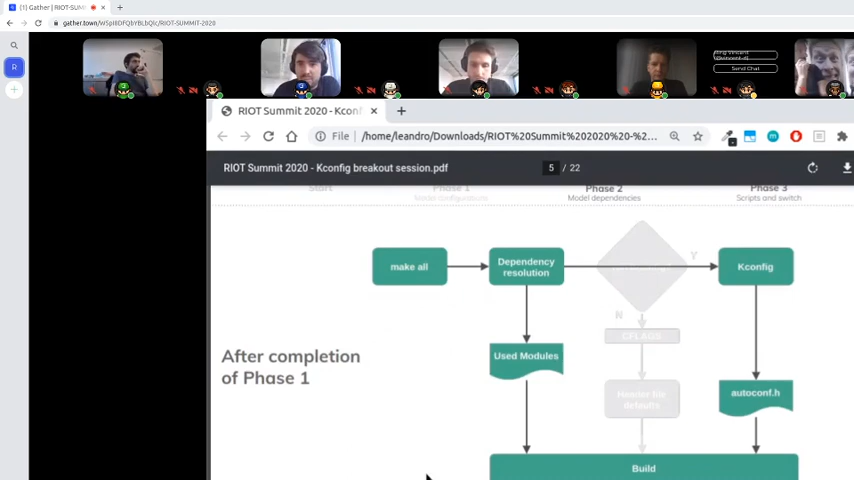 (1) Gather | RIOT-SUM
gather.town/WSpIIIDFQbYBLbQlc/RIOT-SUMMIT-2020
R
Send Chat
RIOT Summit 2020 - Kconf
File
/home/leandro/Downloads/RIOT%20Summit%202020%20-%2...
RIOT Summit 2020 - Kconfig breakout session.pdf
5 / 22
Start
Phase 1
Phase 2
Phase 3
Model configurations
Model dependencies
Scripts and switch
make all
Dependency
resolution
Y
Kconfig
N
CFLAGS
After completion
of Phase 1
Used Modules
Header file
defaults
autoconf.h
Build